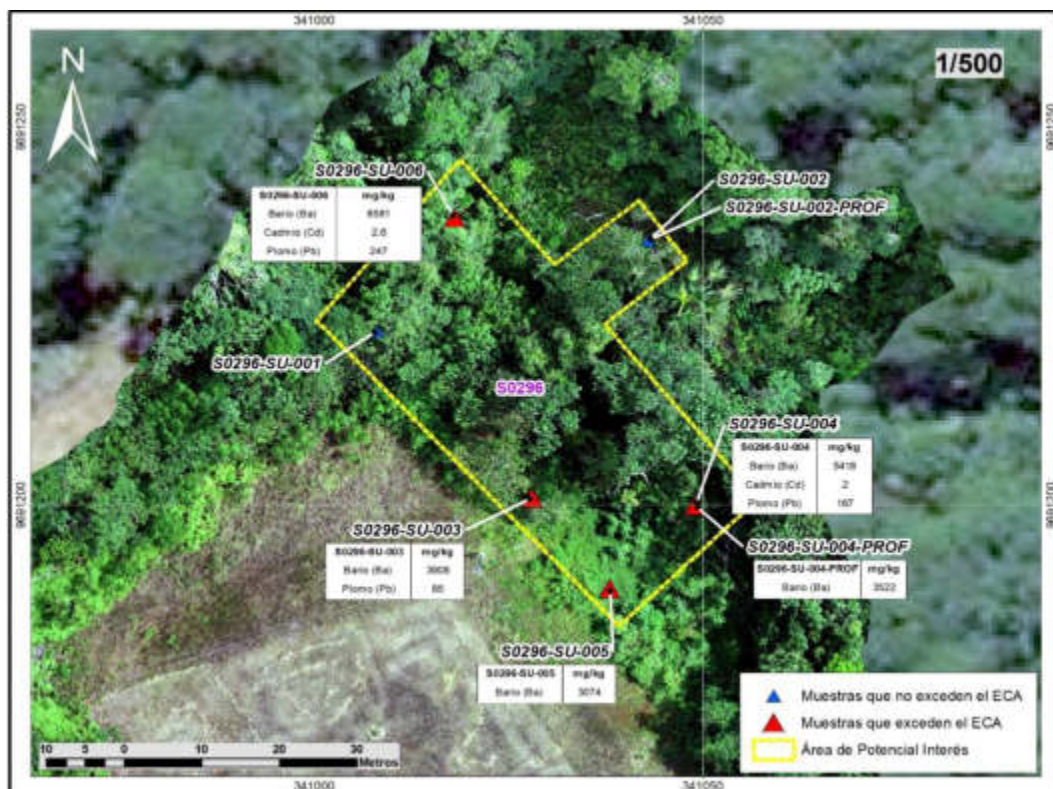 341000
341050
N
1/500
9691250
9691250
S0296-SU-006
S0296-SU-006 mg/kg
Bario (Ba)
Cadmio (Cd)
Plomo (Pb) 247
S0296-SU-002
S0296-SU-002-PROF
S0296-SU-001
S0296
S0296-SU-004
S0296-SU-004 mg/kg
Bario (Ba)
Cadmio (Cd) 2
Plomo (Pb) 167
9691200
9691200
S0296-SU-003
S0296-SU-003 mg/kg
Bario (Ba)
Plomo (Pb)
S0296-SU-004-PROF
S0296-SU-004-PROF mg/kg
Bario (Ba) 3522
S0296-SU-005
S0296-SU-005 mg/kg
Bario (Ba) 3074
Muestras que no exceden el ECA
Muestras que exceden el ECA
Área de Potencial Interés
10 5 0 10 20 30
Metros
341000
341050